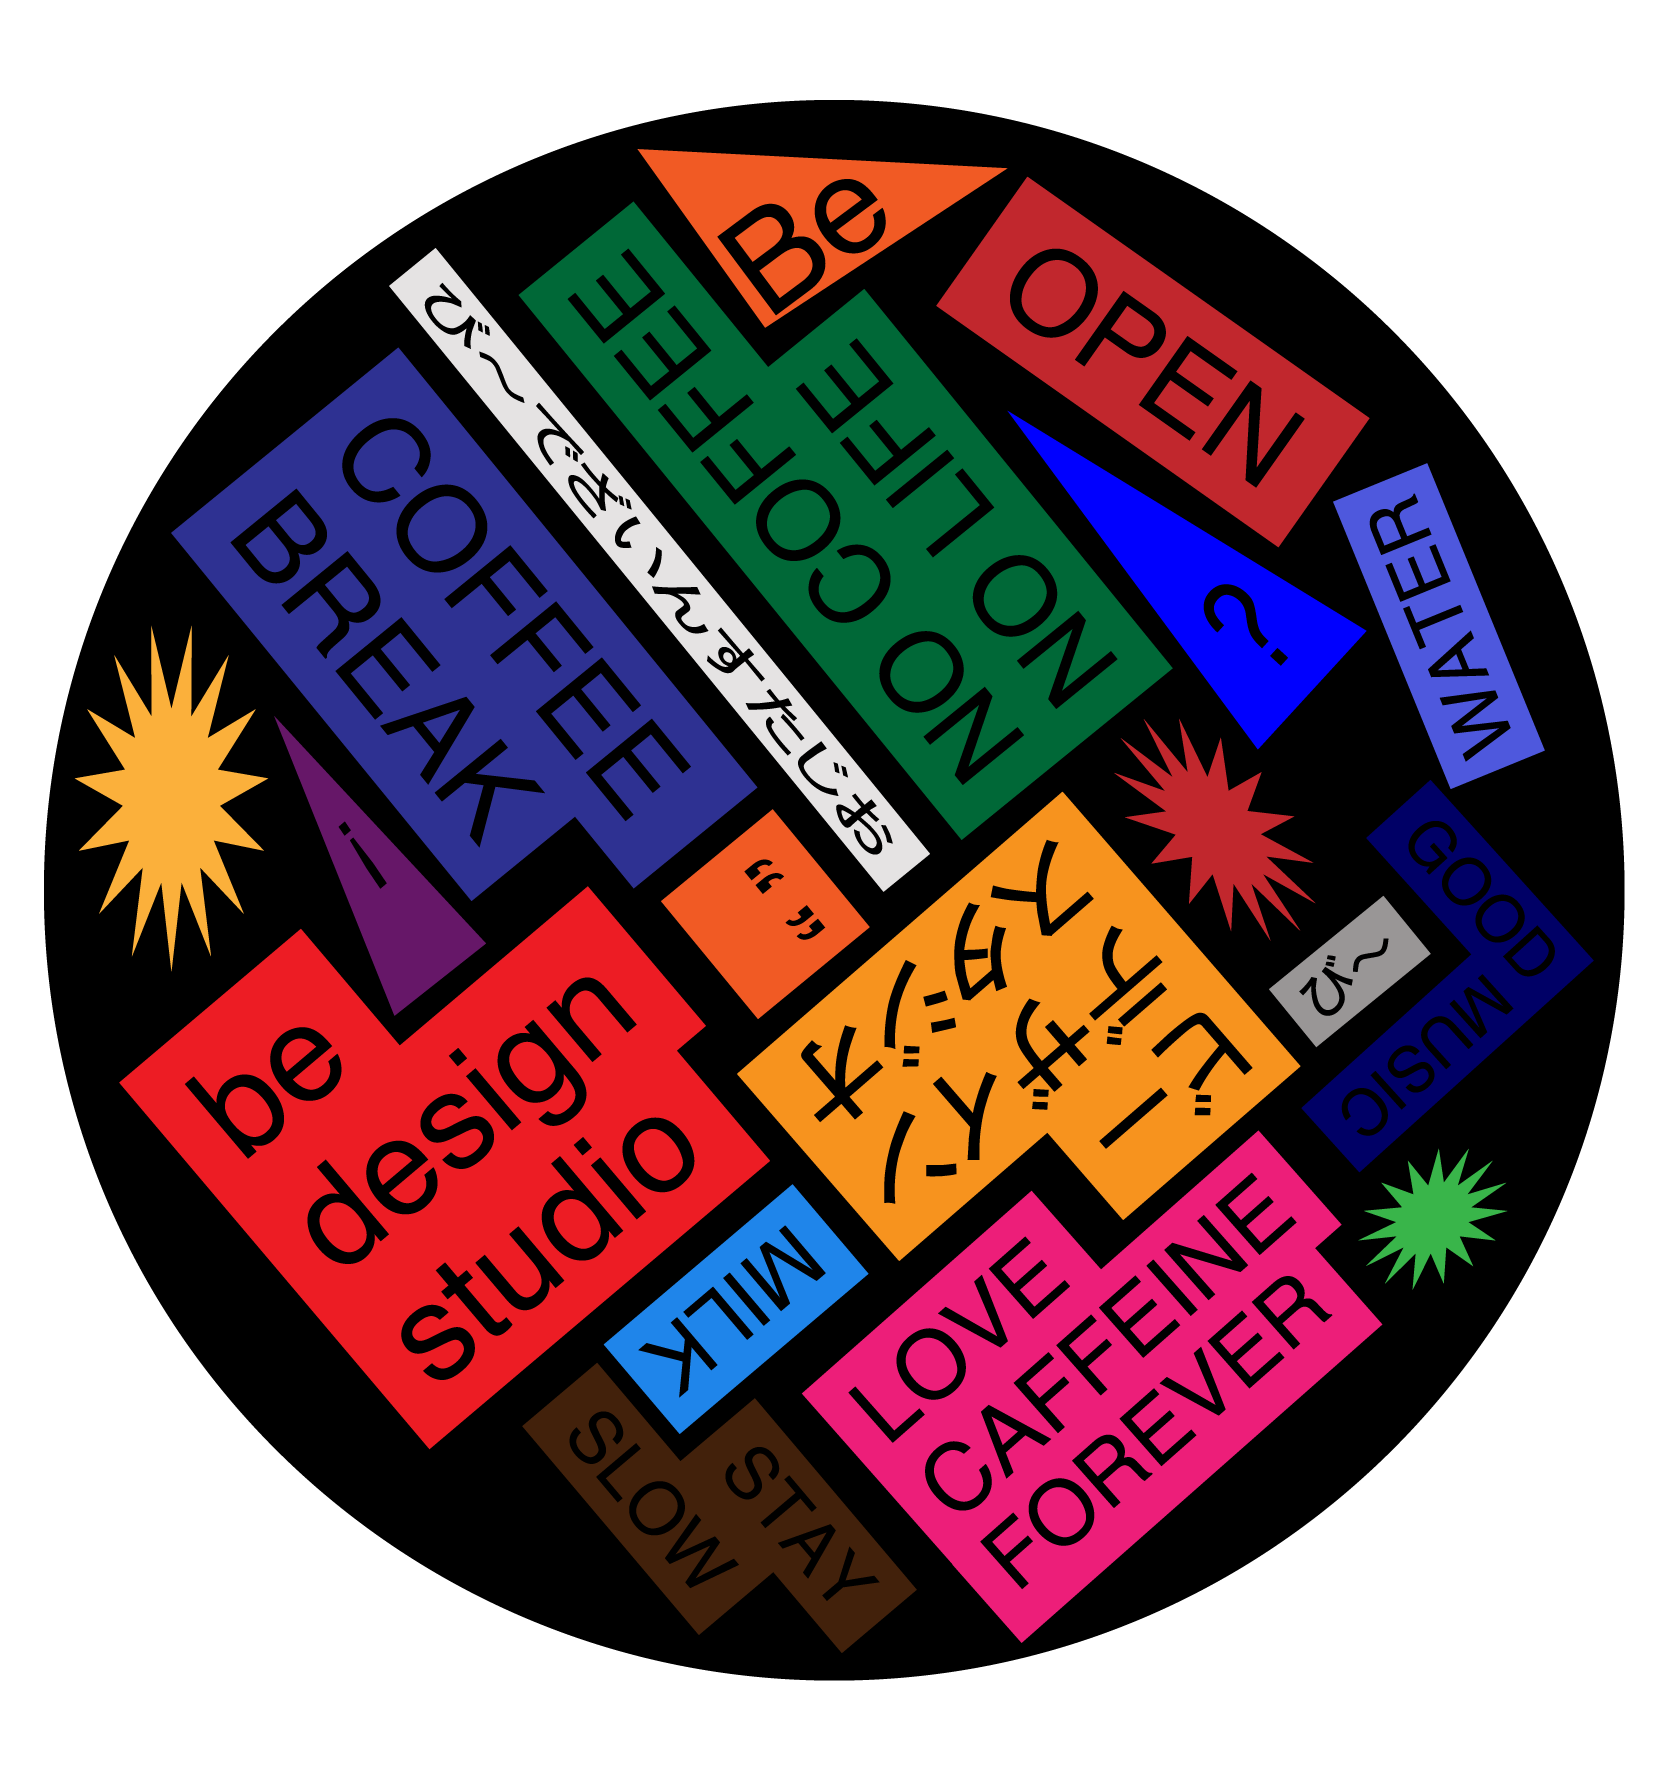 Be
OPEN
NO COFFEE
NO LIFE
び〜でざいんすたじお
COFFEE
BREAK
?
WATER
!
“ ”
GOOD
MUSIC
び〜
ビー
デザイン
スタジオ
be
design
studio
MILK
LOVE
CAFFEINE
FOREVER
STAY
SLOW